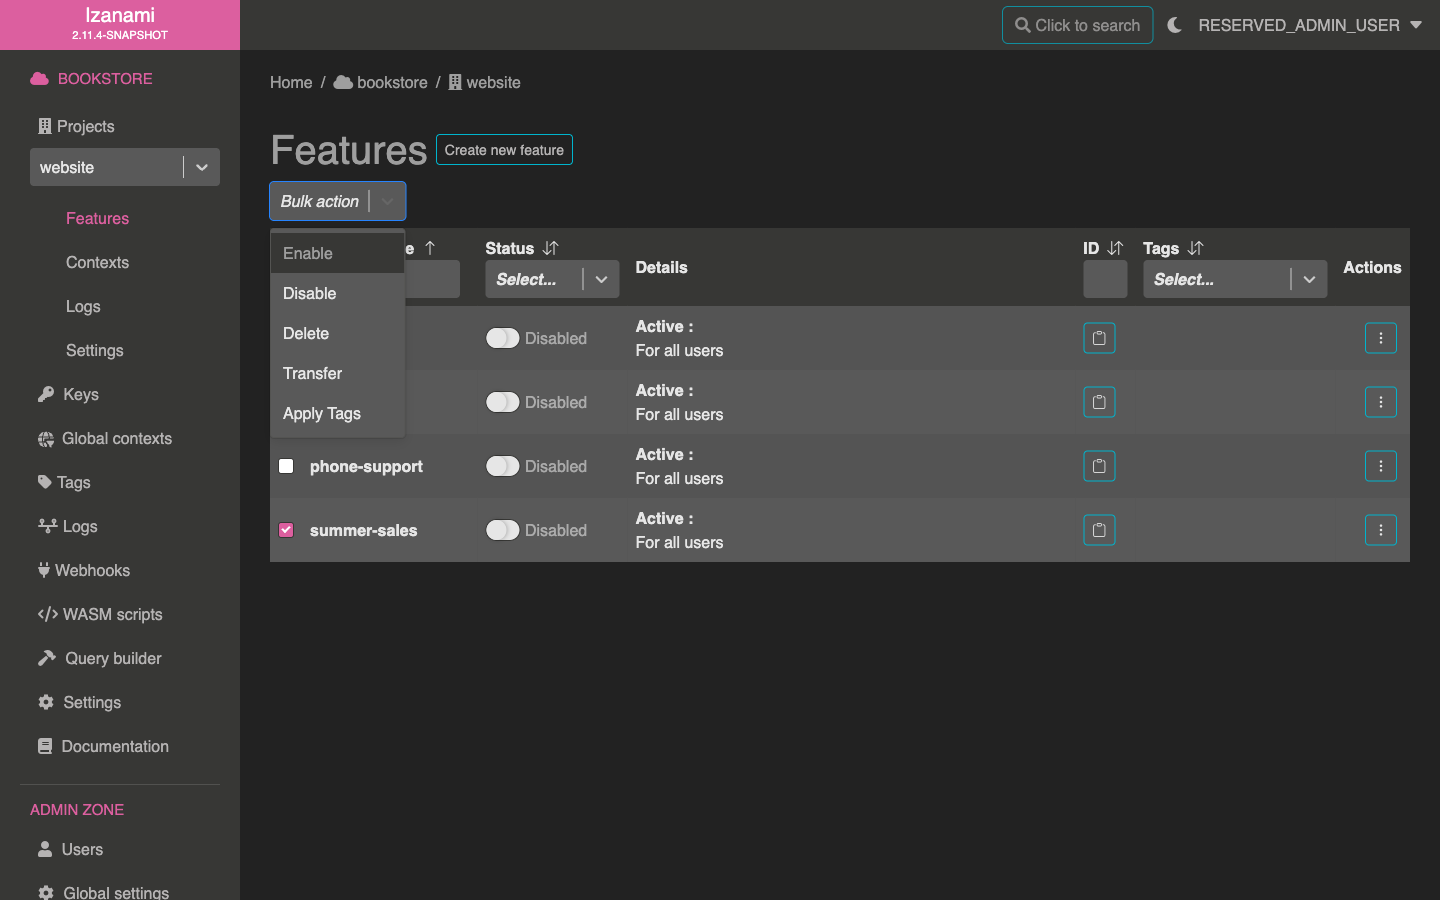 Izanami
2.11.4-SNAPSHOT
Click to search
RESERVED_ADMIN_USER
BOOKSTORE
Projects
website
Features
Contexts
Logs
Settings
Keys
Global contexts
Tags
Logs
Webhooks
WASM scripts
Query builder
Settings
Documentation
ADMIN ZONE
Users
Global settings
Home / bookstore / website
Features
Create new feature
Bulk action
Enable
Disable
Delete
Transfer
Apply Tags
e
Status
Select...
Details
ID
Tags
Select...
Actions
Disabled
Active :
For all users
Disabled
Active :
For all users
phone-support
Disabled
Active :
For all users
summer-sales
Disabled
Active :
For all users